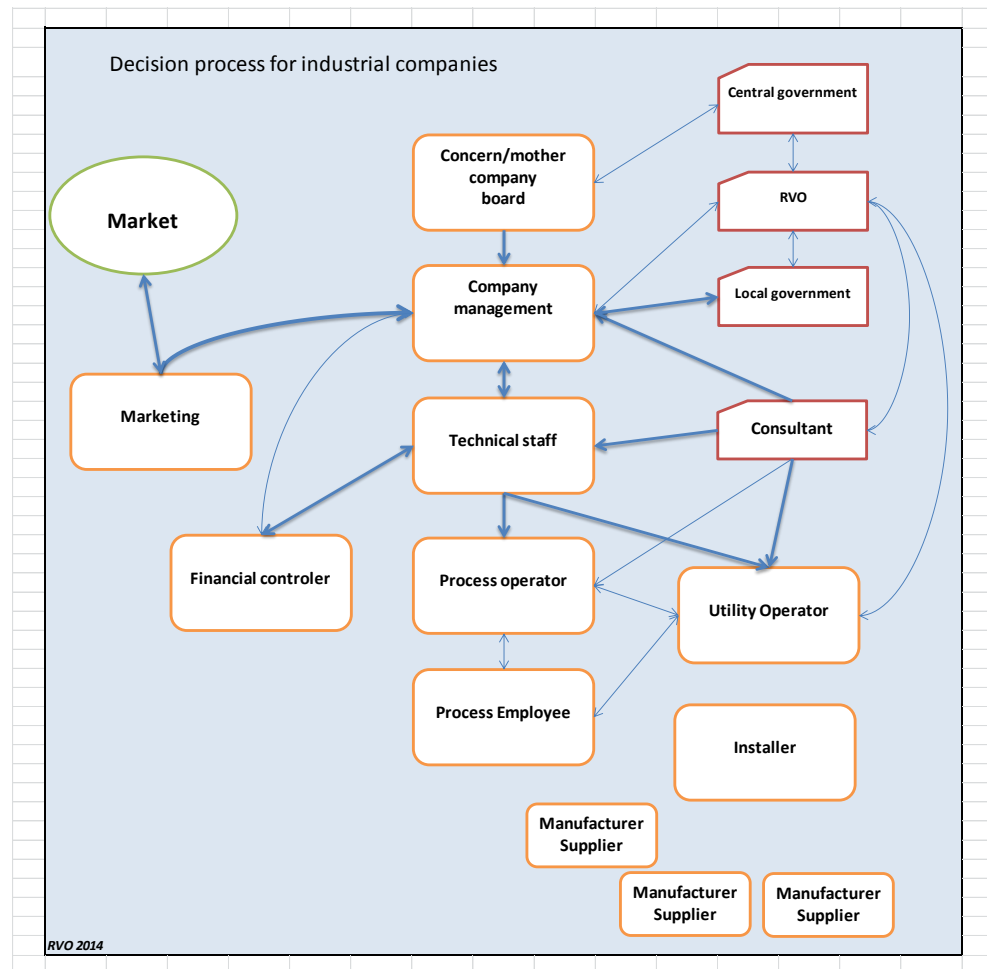 Decision process for industrial companies
Central government
Concern/mother
company
board
RVO
Market
Company
management
Local government
Marketing
Technical staff
Consultant
Financial controler
Process operator
Utility Operator
Process Employee
Installer
Manufacturer
Supplier
Manufacturer
Supplier
Manufacturer
Supplier
RVO 2014